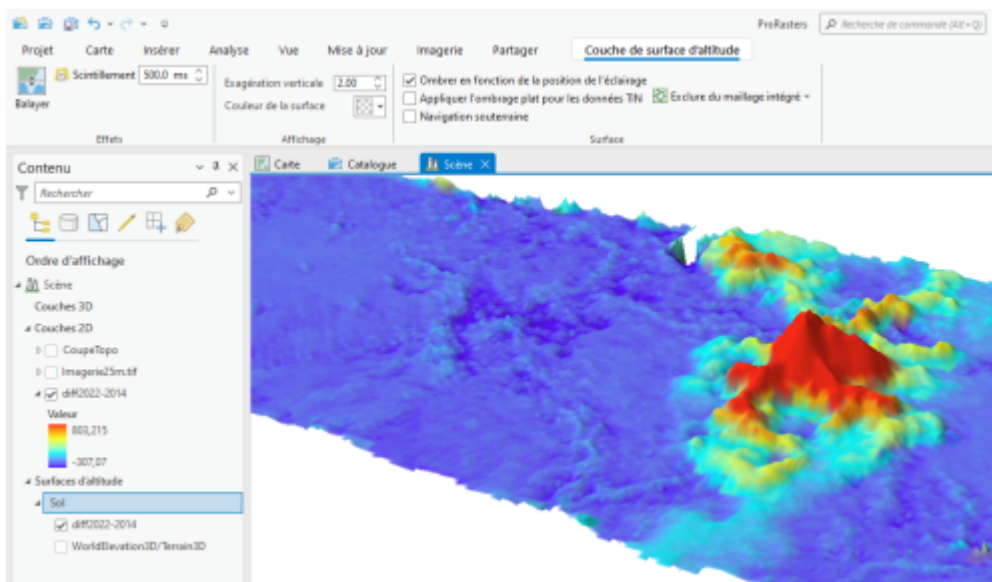 ProRasters
Recherche de commande (Alt+Q)
Projet Carte Insérer Analyse Vue Mise à jour Imagerie Partager Couche de surface d'altitude
Balayer
Scintillement 500.0 ms
Effets
Exagération verticale 2.00
Couleur de la surface
Affichage
Ombrer en fonction de la position de l'éclairage
Appliquer l'ombrage plat pour les données TIN
Navigation souterraine
Exclure du maillage intégré
Surface
Contenu
Rechercher
Ordre d'affichage
Scène
Couches 3D
Couches 2D
CoupeTopo
Imagerie25m.tif
diff2022-2014
Valeur
803,215
-307,07
Surfaces d'altitude
Sol
diff2022-2014
WorldElevation3D/Terrain3D
Carte Catalogue Scène